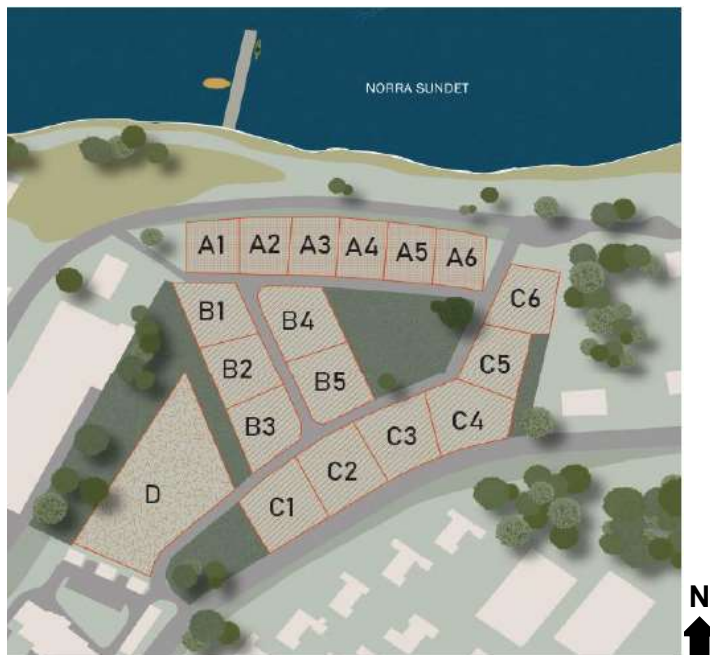 NORRA SUNDET
A1 A2 A3 A4 A5 A6
B1 B4 C6
B2 B5 C5
B3 C3 C4
D C1 C2
N